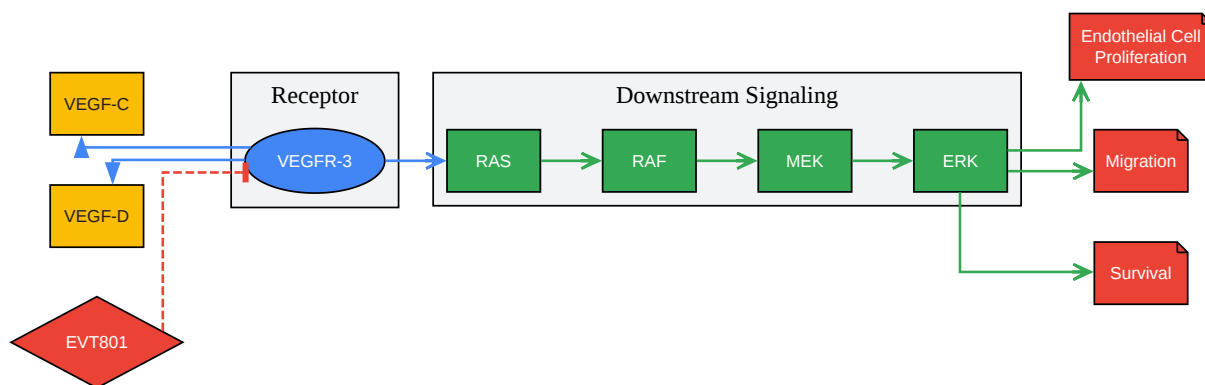 Endothelial Cell
Proliferation
Receptor
Downstream Signaling
VEGF-C
VEGFR-3
RAS
RAF
MEK
ERK
Migration
VEGF-D
Survival
EVT801